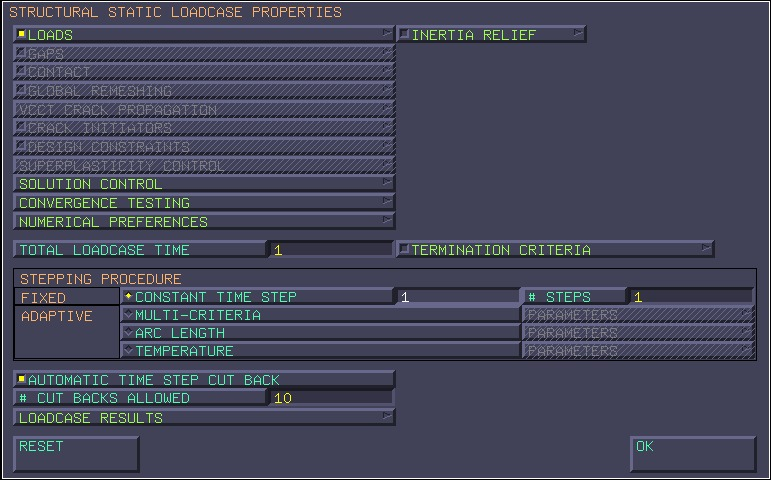 STRUCTURAL STATIC LOADCASE PROPERTIES
LOADS INERTIA RELIEF
GAPS
CONTACT
GLOBAL REMESHING
VCCT CRACK PROPAGATION
CRACK INITIATORS
DESIGN CONSTRAINTS
SUPERPLASTICITY CONTROL
SOLUTION CONTROL
CONVERGENCE TESTING
NUMERICAL PREFERENCES
TOTAL LOADCASE TIME 1 TERMINATION CRITERIA
STEPPING PROCEDURE
FIXED CONSTANT TIME STEP 1 # STEPS 1
ADAPTIVE MULTI-CRITERIA PARAMETERS
ARC LENGTH PARAMETERS
TEMPERATURE PARAMETERS
AUTOMATIC TIME STEP CUT BACK
# CUT BACKS ALLOWED 10
LOADCASE RESULTS
RESET OK